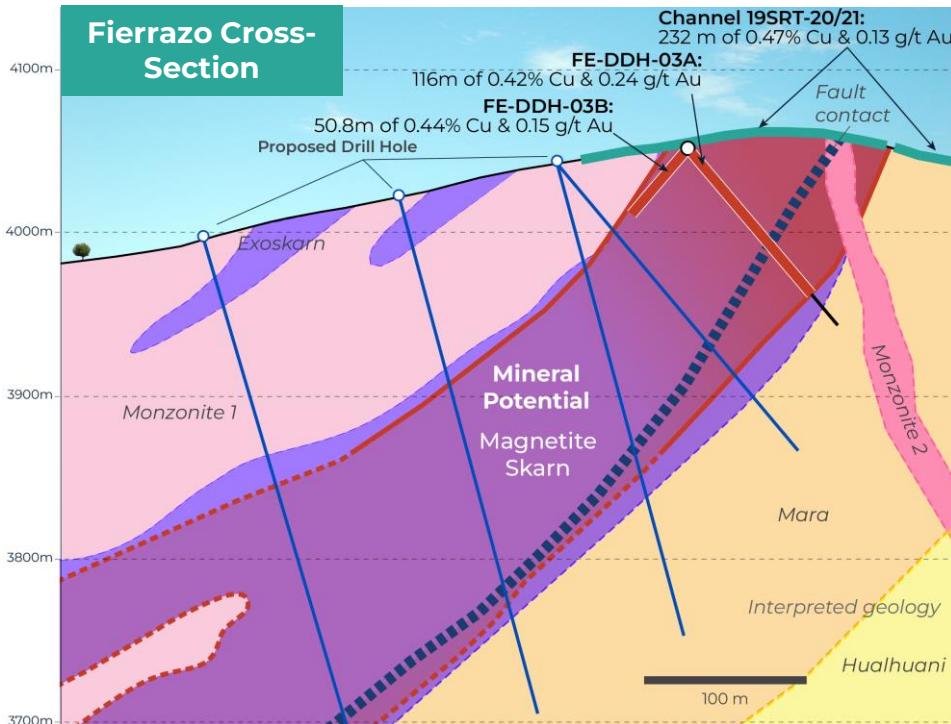 Fierrazo Cross-
Section
Channel 19SRT-20/21:
232 m of 0.47% Cu & 0.13 g/t Au
FE-DDH-03A:
116m of 0.42% Cu & 0.24 g/t Au
FE-DDH-03B:
50.8m of 0.44% Cu & 0.15 g/t Au
Proposed Drill Hole
Fault
contact
4100m
4000m
3900m
3800m
3700m
Exoskarn
Monzonite 1
Mineral
Potential
Magnetite
Skarn
Monzonite 2
Mara
Interpreted geology
Hualhuani
100 m